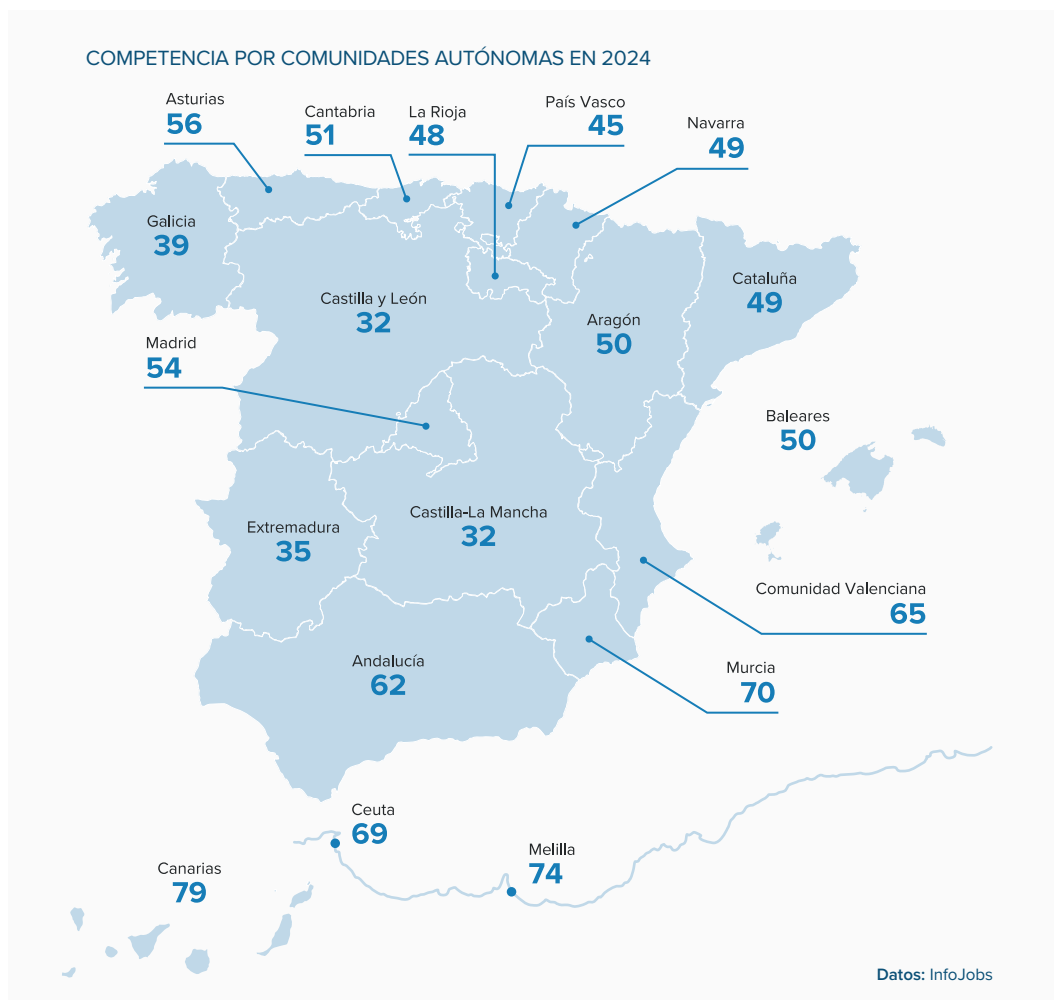 COMPETENCIA POR COMUNIDADES AUTÓNOMAS EN 2024
Asturias
56
Cantabria
51
La Rioja
48
País Vasco
45
Navarra
49
Galicia
39
Castilla y León
32
Aragón
50
Cataluña
49
Madrid
54
Baleares
50
Extremadura
35
Castilla-La Mancha
32
Comunidad Valenciana
65
Andalucía
62
Murcia
70
Ceuta
69
Melilla
74
Canarias
79
Datos: InfoJobs